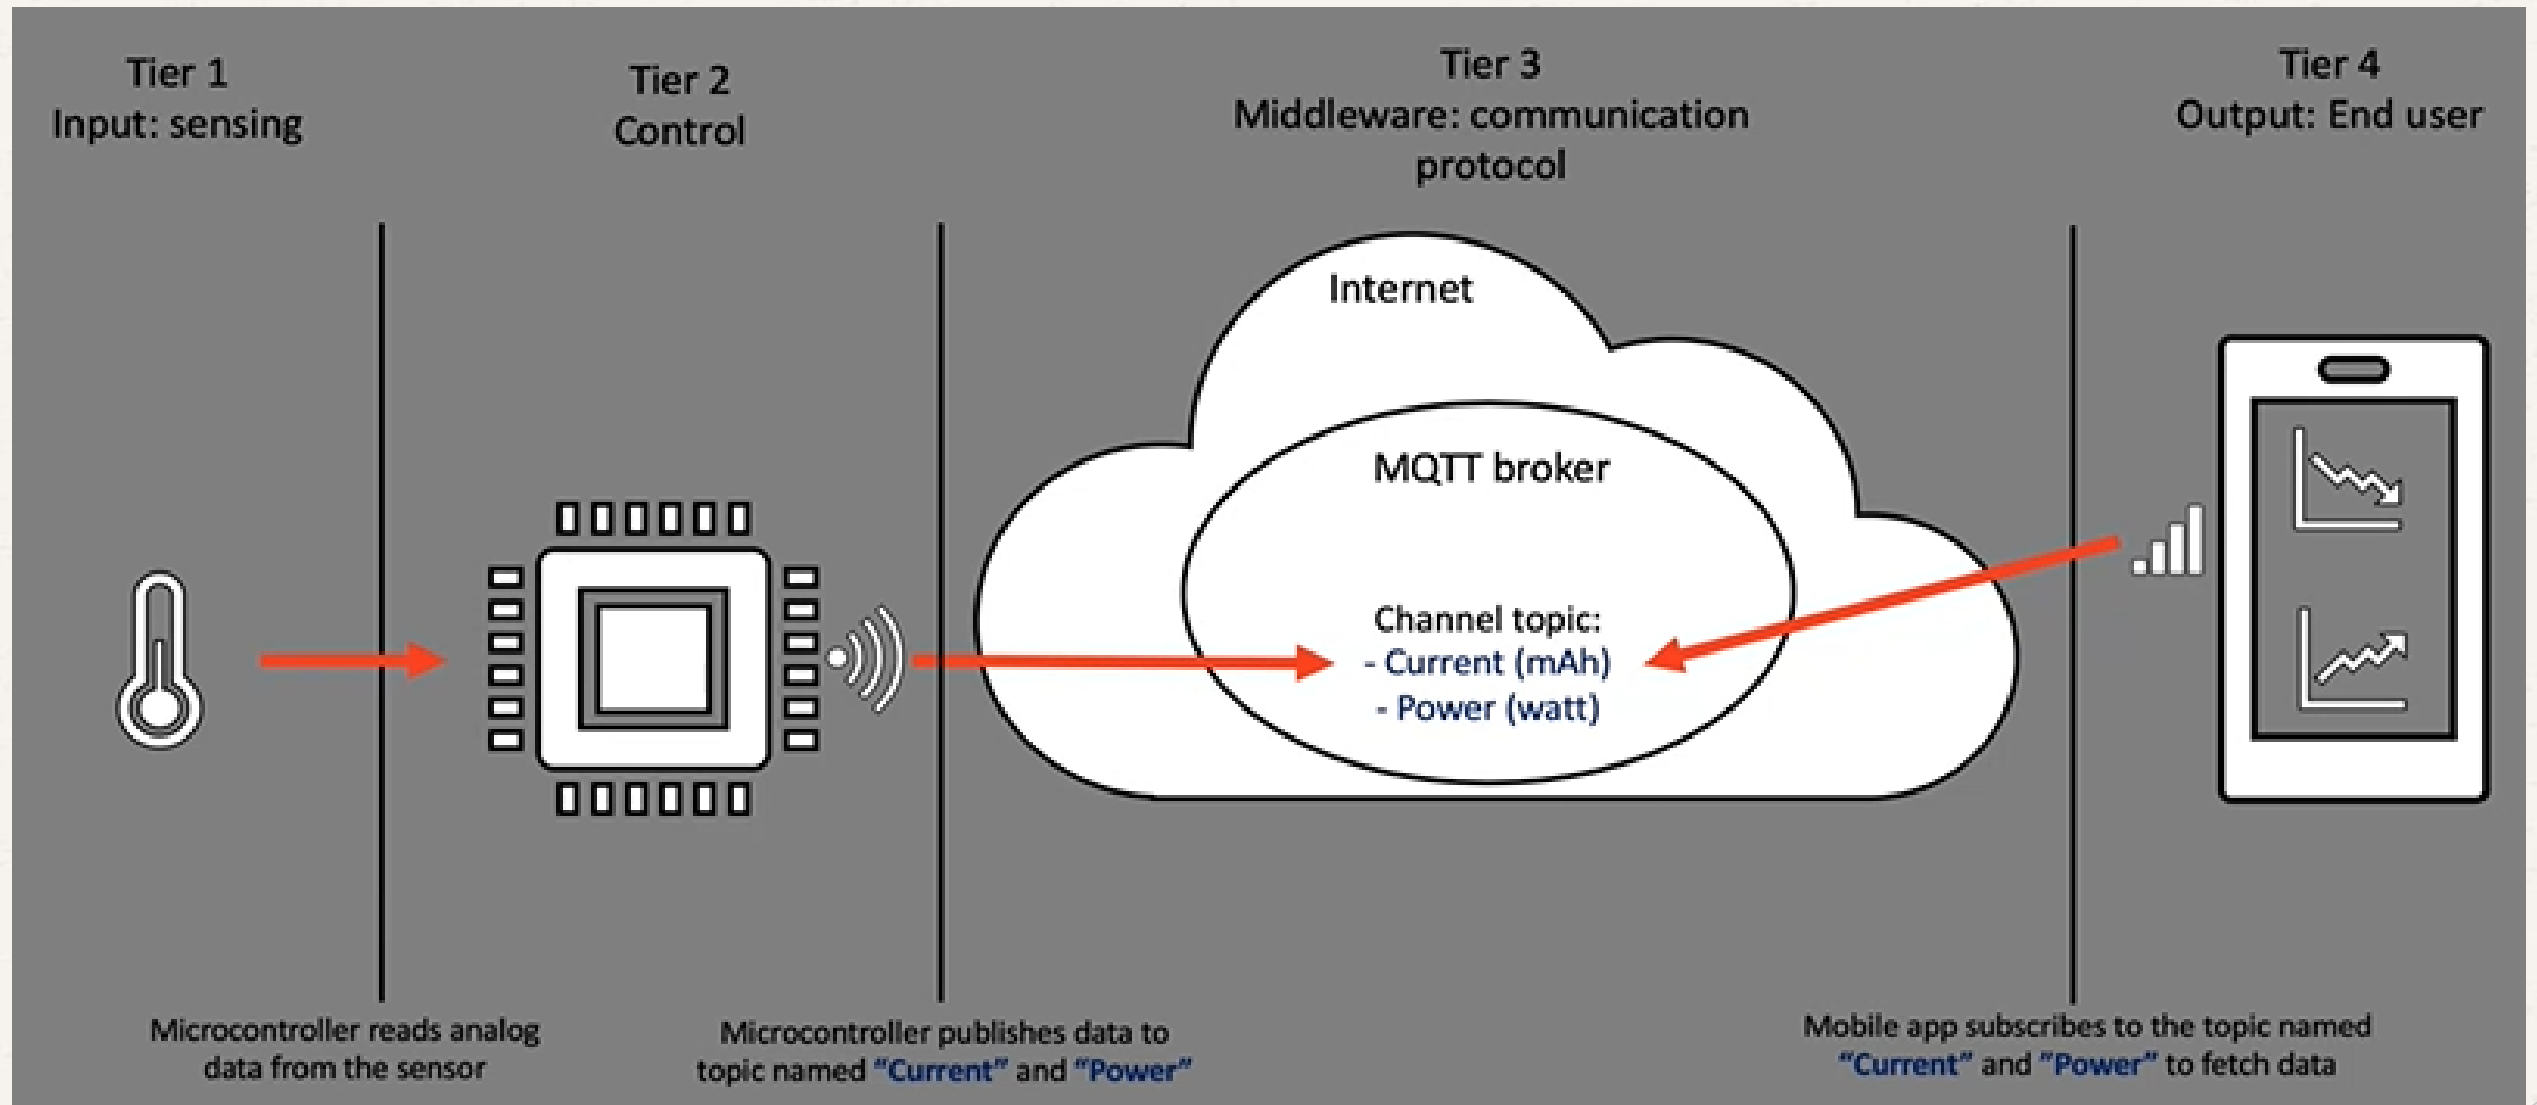 Tier 1
Input: sensing
Tier 2
Control
Tier 3
Middleware: communication
protocol
Tier 4
Output: End user
Internet
MQTT broker
Channel topic:
- Current (mAh)
- Power (watt)
Microcontroller reads analog
data from the sensor
Microcontroller publishes data to
topic named “Current” and “Power”
Mobile app subscribes to the topic named
“Current” and “Power” to fetch data